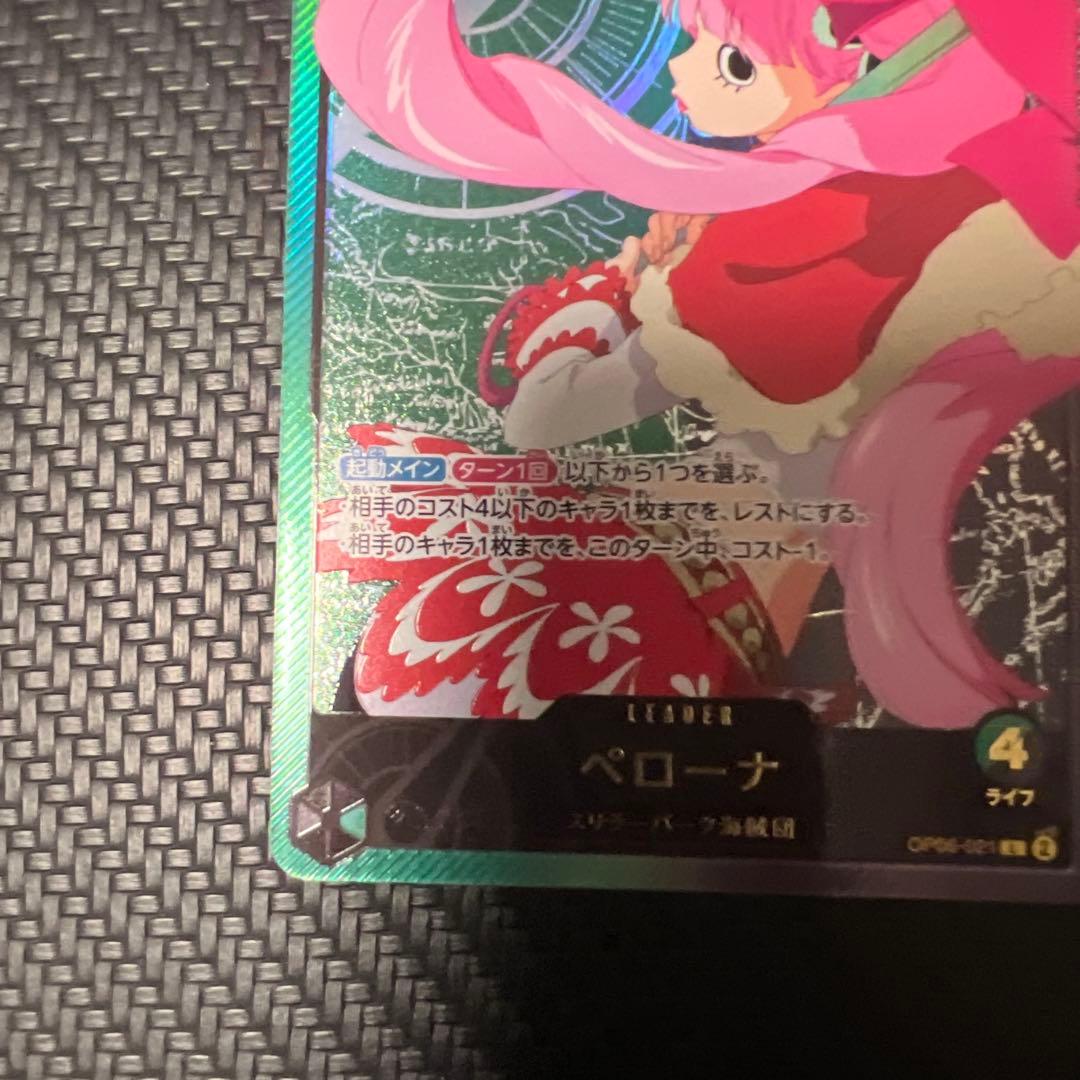 起動メイン ターン1回 以下から1つを選ぶ。
・相手のコスト4以下のキャラ1枚までを、レストにする。
・相手のキャラ1枚までを、このターン中、コスト-1。
LEADER
ペローナ
4
ライフ
スリラーバーク海賊団
OP06-021 L 2